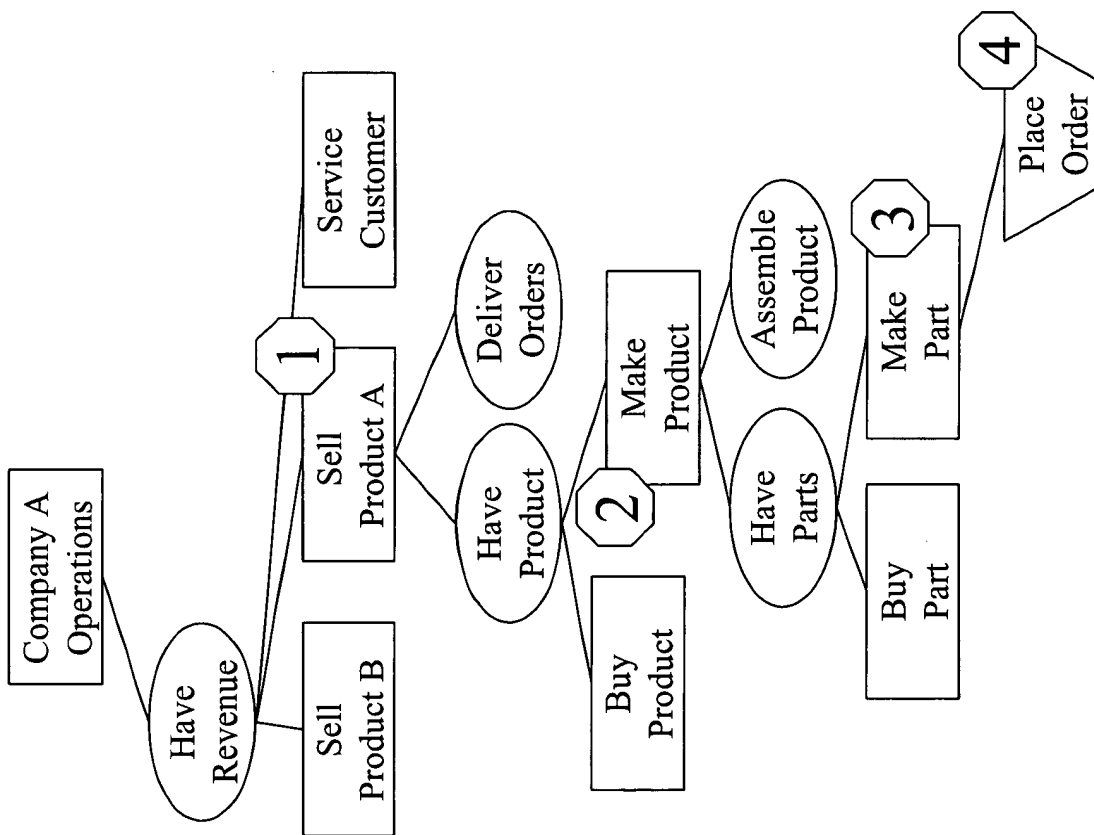 Company A
Operations
Have
Revenue
Sell
Product B
1
Sell
Product A
Service
Customer
Have
Product
Deliver
Orders
Buy
Product
2
Make
Product
Have
Parts
Assemble
Product
Buy
Part
3
Make
Part
4
Place
Order